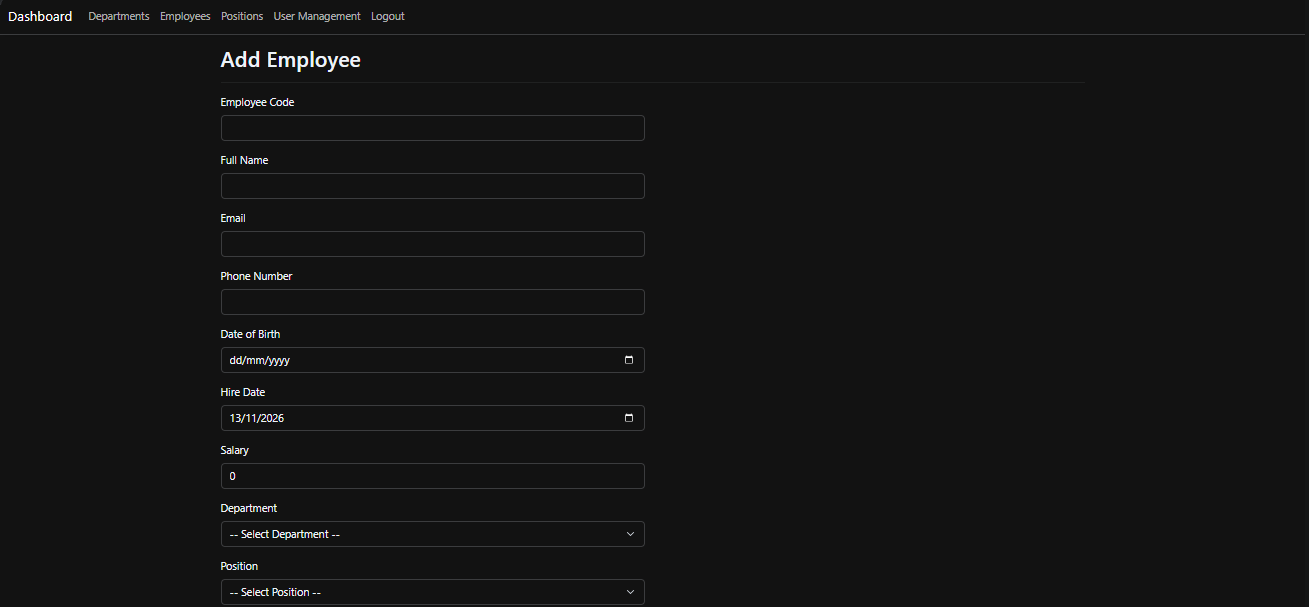 Dashboard Departments Employees Positions User Management Logout
Add Employee
Employee Code
Full Name
Email
Phone Number
Date of Birth
dd/mm/yyyy
Hire Date
13/11/2026
Salary
0
Department
-- Select Department --
Position
-- Select Position --